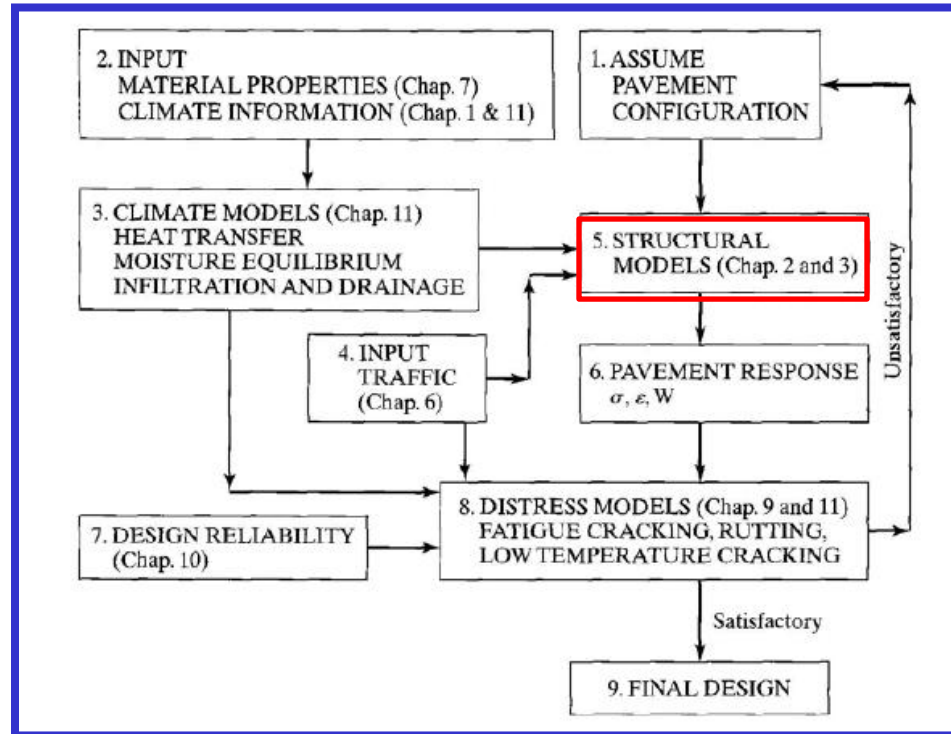 2. INPUT
MATERIAL PROPERTIES (Chap. 7)
CLIMATE INFORMATION (Chap. 1 & 11)
1. ASSUME
PAVEMENT
CONFIGURATION
3. CLIMATE MODELS (Chap. 11)
HEAT TRANSFER
MOISTURE EQUILIBRIUM
INFILTRATION AND DRAINAGE
5. STRUCTURAL
MODELS (Chap. 2 and 3)
Unsatisfactory
4. INPUT
TRAFFIC
(Chap. 6)
6. PAVEMENT RESPONSE
σ, ε, W
7. DESIGN RELIABILITY
(Chap. 10)
8. DISTRESS MODELS (Chap. 9 and 11)
FATIGUE CRACKING, RUTTING,
LOW TEMPERATURE CRACKING
Satisfactory
9. FINAL DESIGN